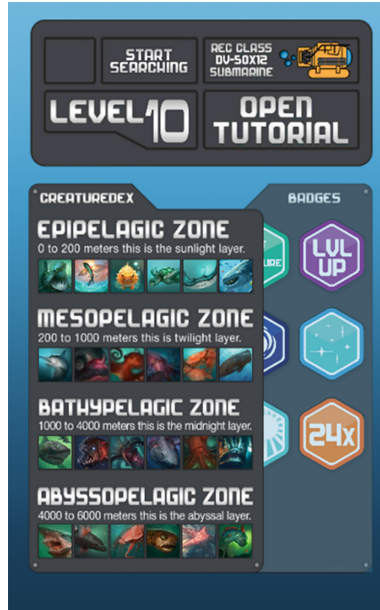 START
SEARCHING
REC CLASS
DV-50X12
SUBMARINE
LEVEL 10
OPEN
TUTORIAL
CREATUREDEX
BADGES
EPIPELAGIC ZONE
0 to 200 meters this is the sunlight layer.
LVL
UP
MESOPELAGIC ZONE
200 to 1000 meters this is twilight layer.
BATHYPELAGIC ZONE
1000 to 4000 meters this is the midnight layer.
24X
ABYSSOPELAGIC ZONE
4000 to 6000 meters this is the abyssal layer.